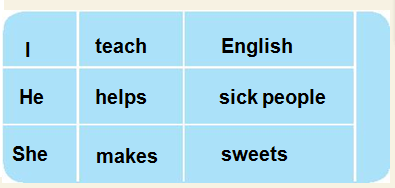 I teach English
He helps sick people
She makes sweets